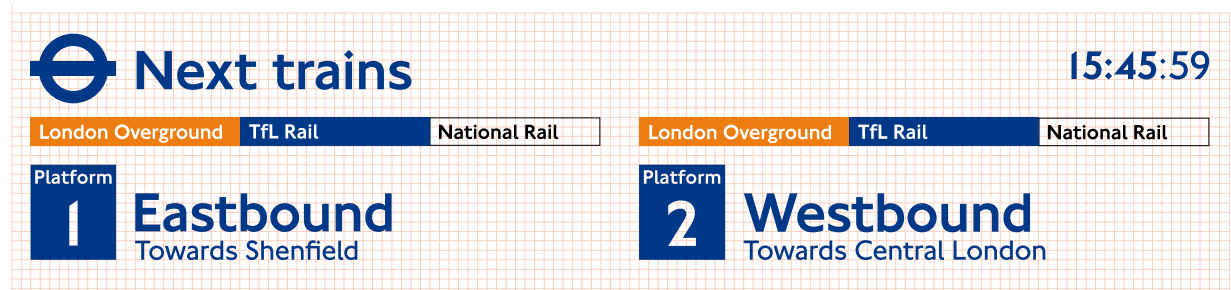 Next trains
15:45:59
London Overground TfL Rail National Rail
London Overground TfL Rail National Rail
Platform
1
Eastbound
Towards Shenfield
Platform
2
Westbound
Towards Central London